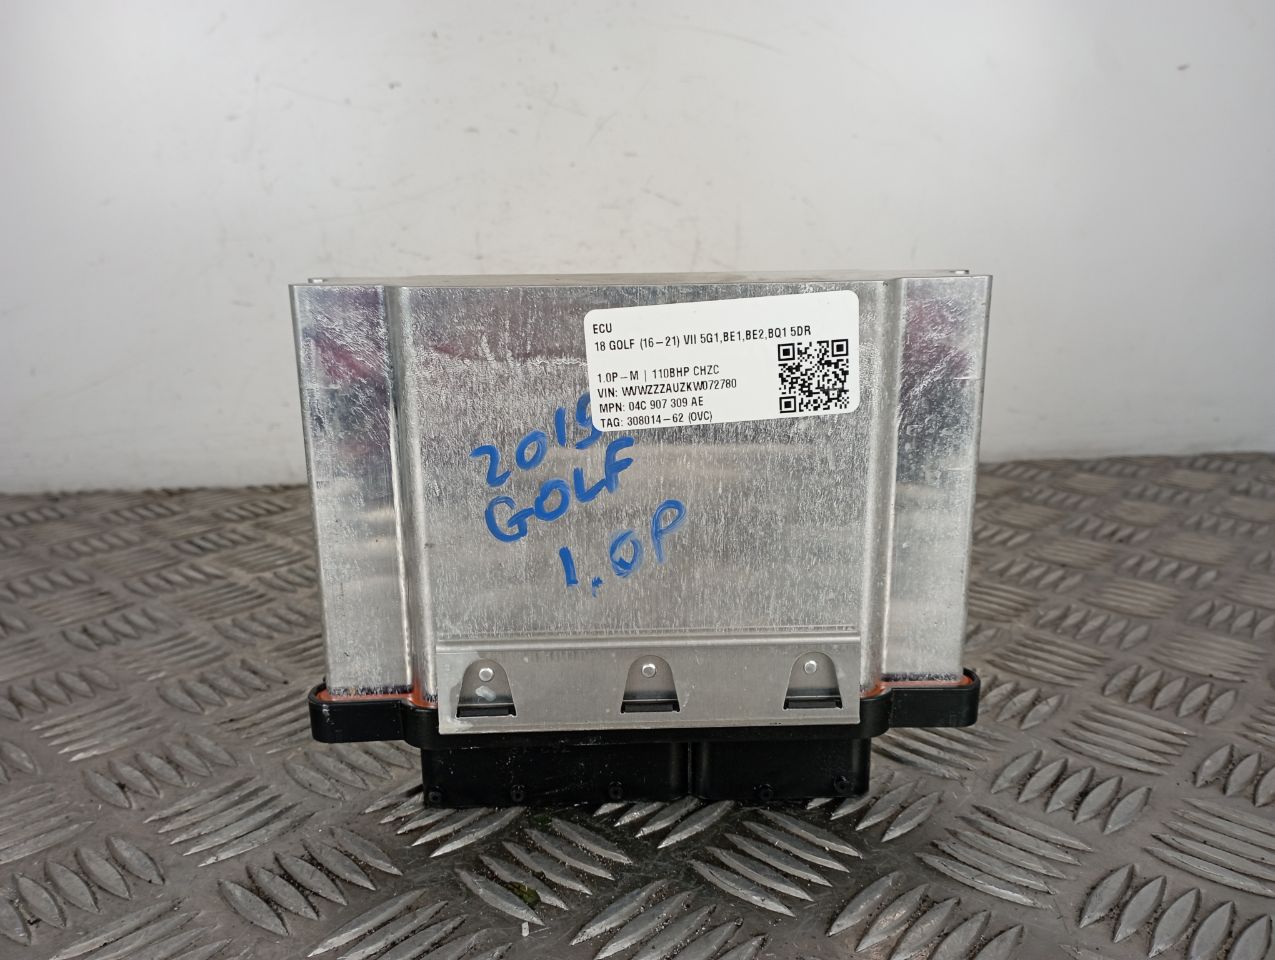 ECU
18 GOLF (16-21) VII 5G1,BE1,BE2,BQ1 5DR
1.0P-M | 110BHP CHZC
VIN: WVWZZZAUZKW072780
MPN: 04C 907 309 AE
TAG: 308014-62 (OVC)
2019
GOLF
1.0P